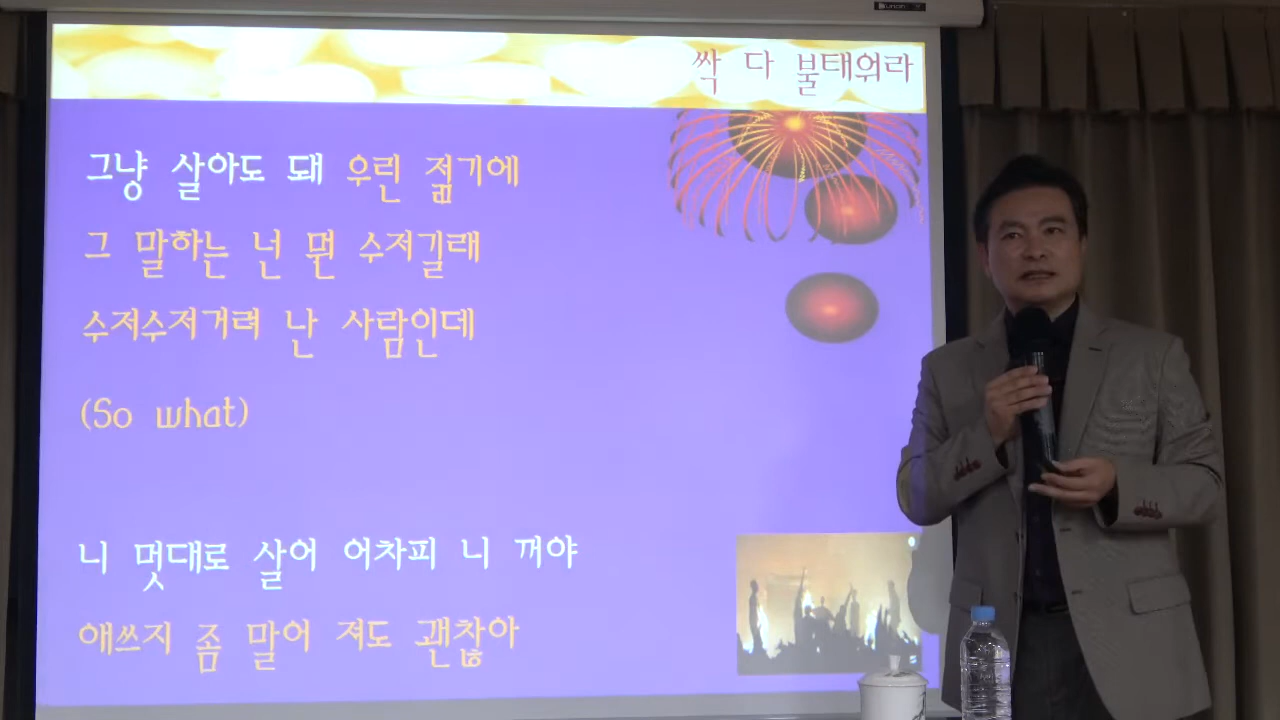 싹 다 불태워라
그냥 살아도 돼 우린 젊기에
그 말하는 넌 뭔 수저길래
수저수저거려 난 사람인데
(So what)
니 멋대로 살어 어차피 니 꺼야
애쓰지 좀 말어 져도 괜찮아